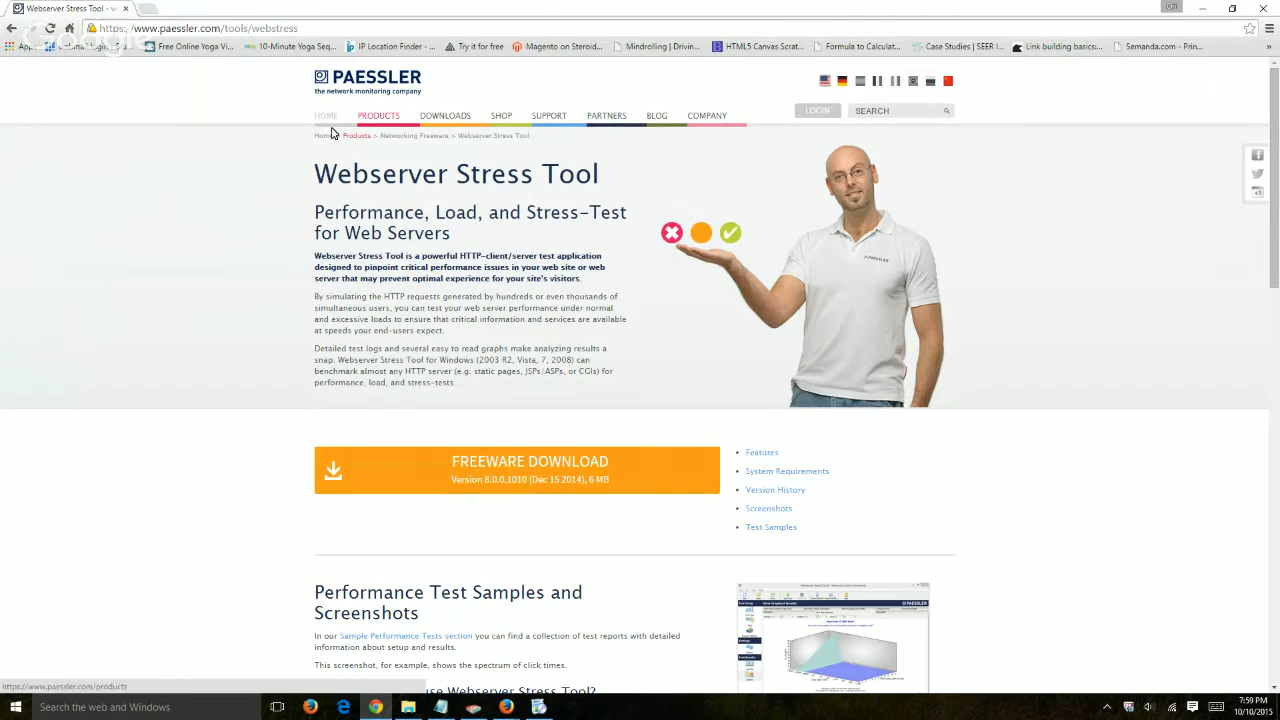 Webserver Stress Tool - w
https://www.paessler.com/tools/webstress
Free Online Yoga Vi
10-Minute Yoga Seri
IP Location Finder -
Try it for free
Magento on Steroid
Mindrolling | Drivin
HTML5 Canvas Scrat
Formula to Calculat
Case Studies | SEER I
Link building basics:
Semanda.com - Prin
PAESSLER
the network monitoring company
HOME
PRODUCTS
DOWNLOADS
SHOP
SUPPORT
PARTNERS
BLOG
COMPANY
LOGIN
SEARCH
Products > Networking Freeware > Webserver Stress Tool
Webserver Stress Tool
Performance, Load, and Stress-Test
for Web Servers
Webserver Stress Tool is a powerful HTTP-client/server test application
designed to pinpoint critical performance issues in your web site or web
server that may prevent optimal experience for your site's visitors.
By simulating the HTTP requests generated by hundreds or even thousands of
simultaneous users, you can test your web server performance under normal
and excessive loads to ensure that critical information and services are available
at speeds your end-users expect.
Detailed test logs and several easy to read graphs make analyzing results a
snap. Webserver Stress Tool for Windows (2003 R2, Vista, 7, 2008) can
benchmark almost any HTTP server (e.g. static pages, JSPs/ASPs, or CGIs) for
performance, load, and stress-tests.
PAESSLER
FREEWARE DOWNLOAD
Version 8.0.0.1010 (Dec 15 2014), 6 MB
Features
System Requirements
Version History
Screenshots
Test Samples
Performance Test Samples and
Screenshots
In our Sample Performance Tests section you can find a collection of test reports with detailed
information about setup and results.
This screenshot, for example, shows the spectrum of click times.
use Webserver Stress Tool?
PAESSLER
https://www.paessler.com/products
Search the web and Windows
7:59 PM
10/10/2015